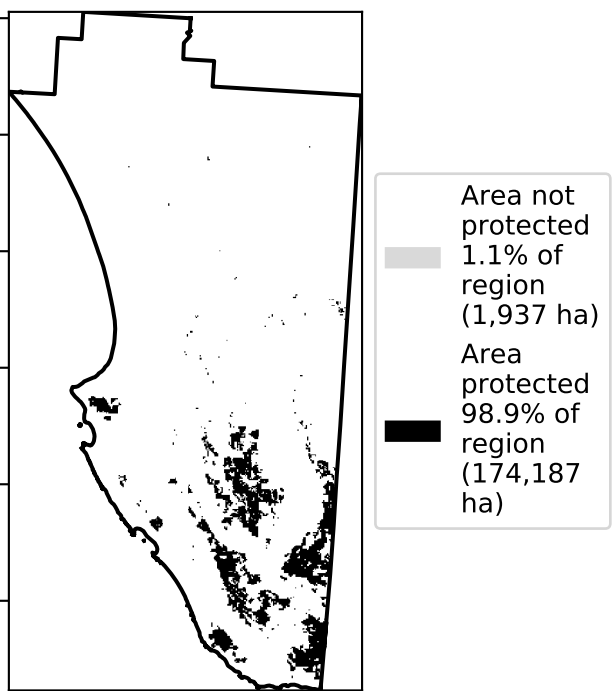 Area not
protected
1.1% of
region
(1,937 ha)
Area
protected
98.9% of
region
(174,187
ha)